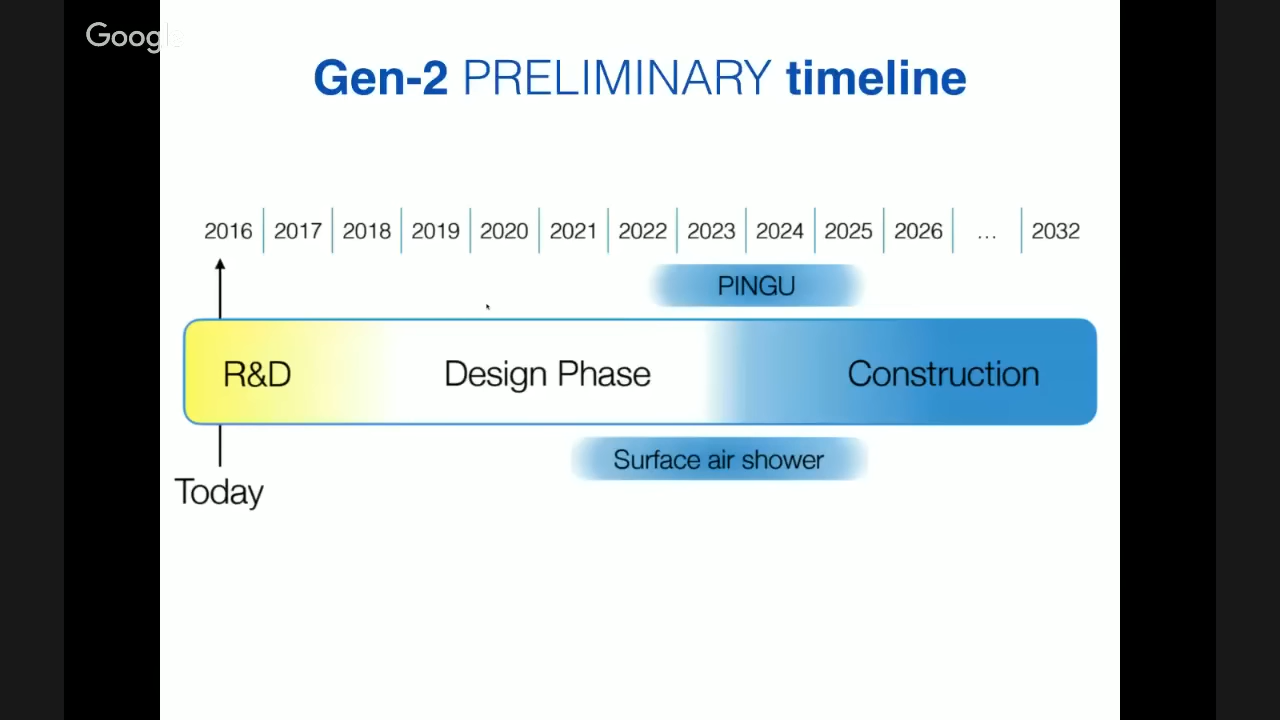 Google
Gen-2 PRELIMINARY timeline
2016 2017 2018 2019 2020 2021 2022 2023 2024 2025 2026 ... 2032
PINGU
R&D Design Phase Construction
Surface air shower
Today